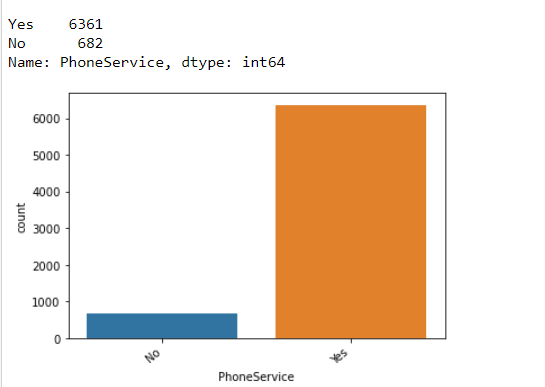 Yes    6361
No      682
Name: PhoneService, dtype: int64
6000
5000
4000
3000
2000
1000
0
count
No
Yes
PhoneService